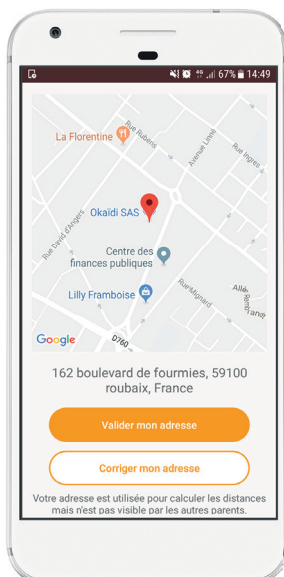 4G 67% 14:49
La Florentine
Rue Rubens
Avenue Linné
Rue Ingres
Okaïdi SAS
Rue David d'Angers
Centre des
finances publiques
Lilly Framboise
Rue Mignard
Allée
Rembrandt
D760
Google
162 boulevard de fourmies, 59100
roubaix, France
Valider mon adresse
Corriger mon adresse
Votre adresse est utilisée pour calculer les distances
mais n'est pas visible par les autres parents.